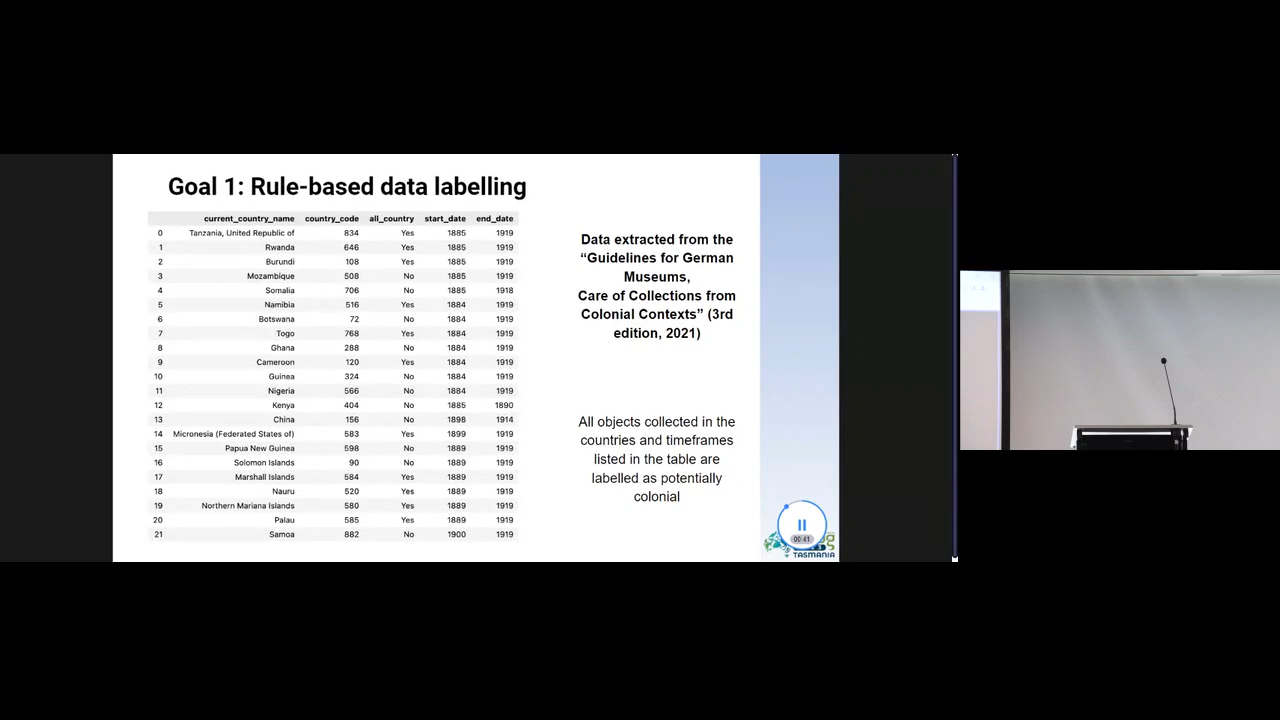 Goal 1: Rule-based data labelling
current_country_name country_code all_country start_date end_date
0 Tanzania, United Republic of 834 Yes 1885 1919
1 Rwanda 646 Yes 1885 1919
2 Burundi 108 Yes 1885 1919
3 Mozambique 508 No 1885 1919
4 Somalia 706 No 1885 1918
5 Namibia 516 Yes 1884 1919
6 Botswana 72 No 1884 1919
7 Togo 768 Yes 1884 1919
8 Ghana 288 No 1884 1919
9 Cameroon 120 Yes 1884 1919
10 Guinea 324 No 1884 1919
11 Nigeria 566 No 1884 1919
12 Kenya 404 No 1885 1890
13 China 156 No 1898 1914
14 Micronesia (Federated States of) 583 Yes 1899 1919
15 Papua New Guinea 598 No 1889 1919
16 Solomon Islands 90 No 1889 1919
17 Marshall Islands 584 Yes 1889 1919
18 Nauru 520 Yes 1889 1919
19 Northern Mariana Islands 580 Yes 1889 1919
20 Palau 585 Yes 1889 1919
21 Samoa 882 No 1900 1919
Data extracted from the
“Guidelines for German
Museums,
Care of Collections from
Colonial Contexts” (3rd
edition, 2021)
All objects collected in the
countries and timeframes
listed in the table are
labelled as potentially
colonial
00:41
TASMANIA